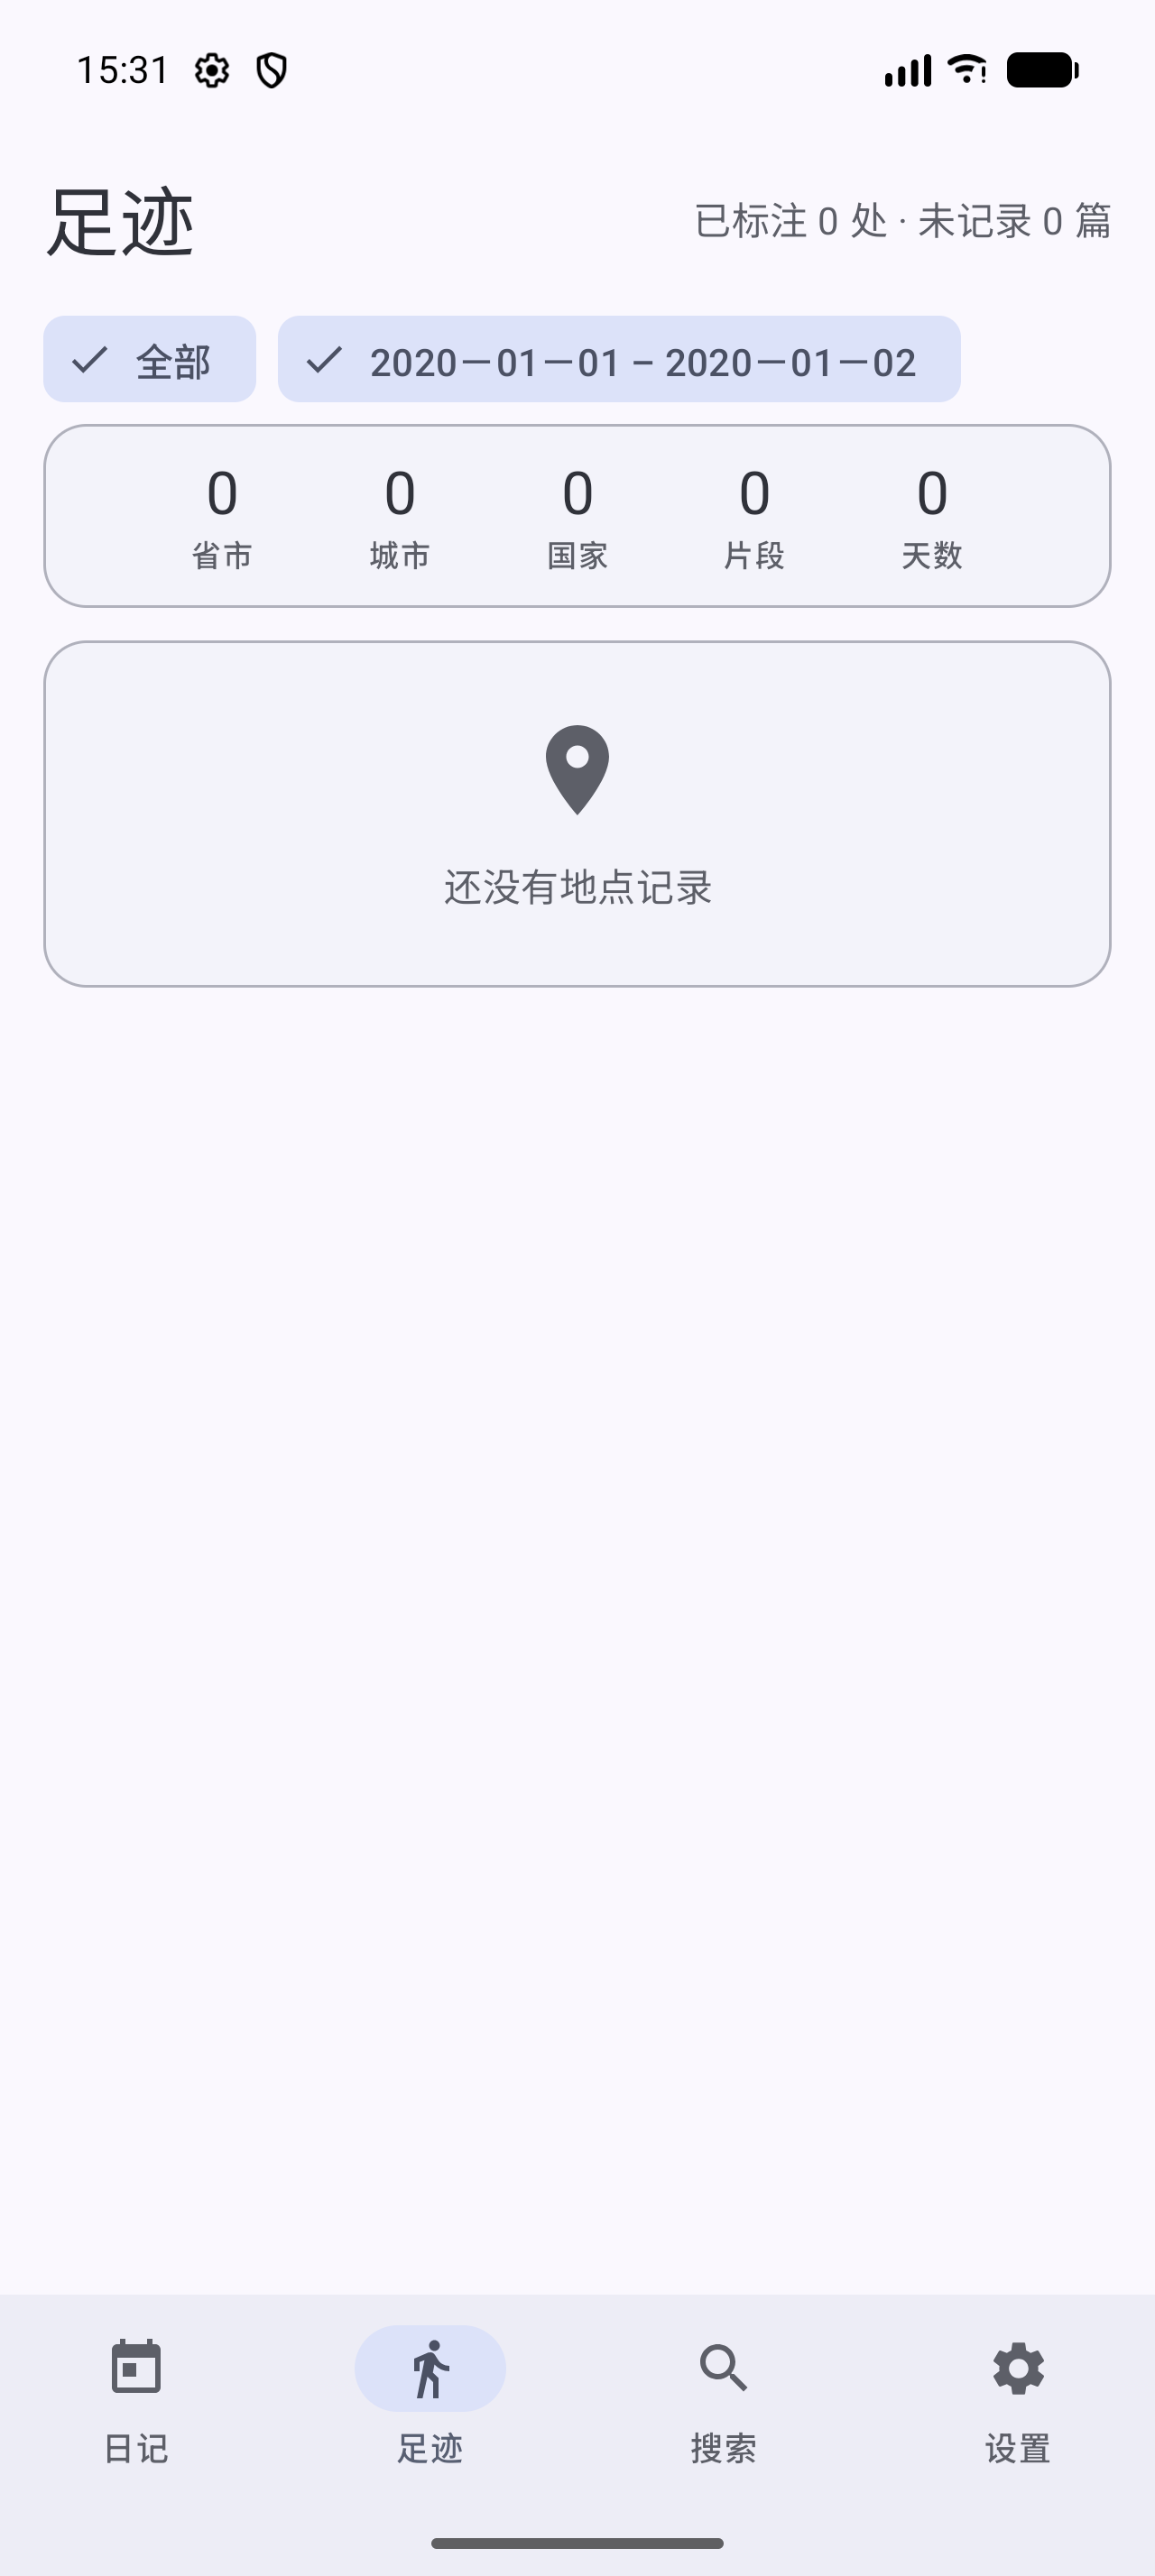 15:31
足迹
已标注 0 处 · 未记录 0 篇
全部
2020－01－01 – 2020－01－02
0 0 0 0 0
省市 城市 国家 片段 天数
还没有地点记录
日记 足迹 搜索 设置